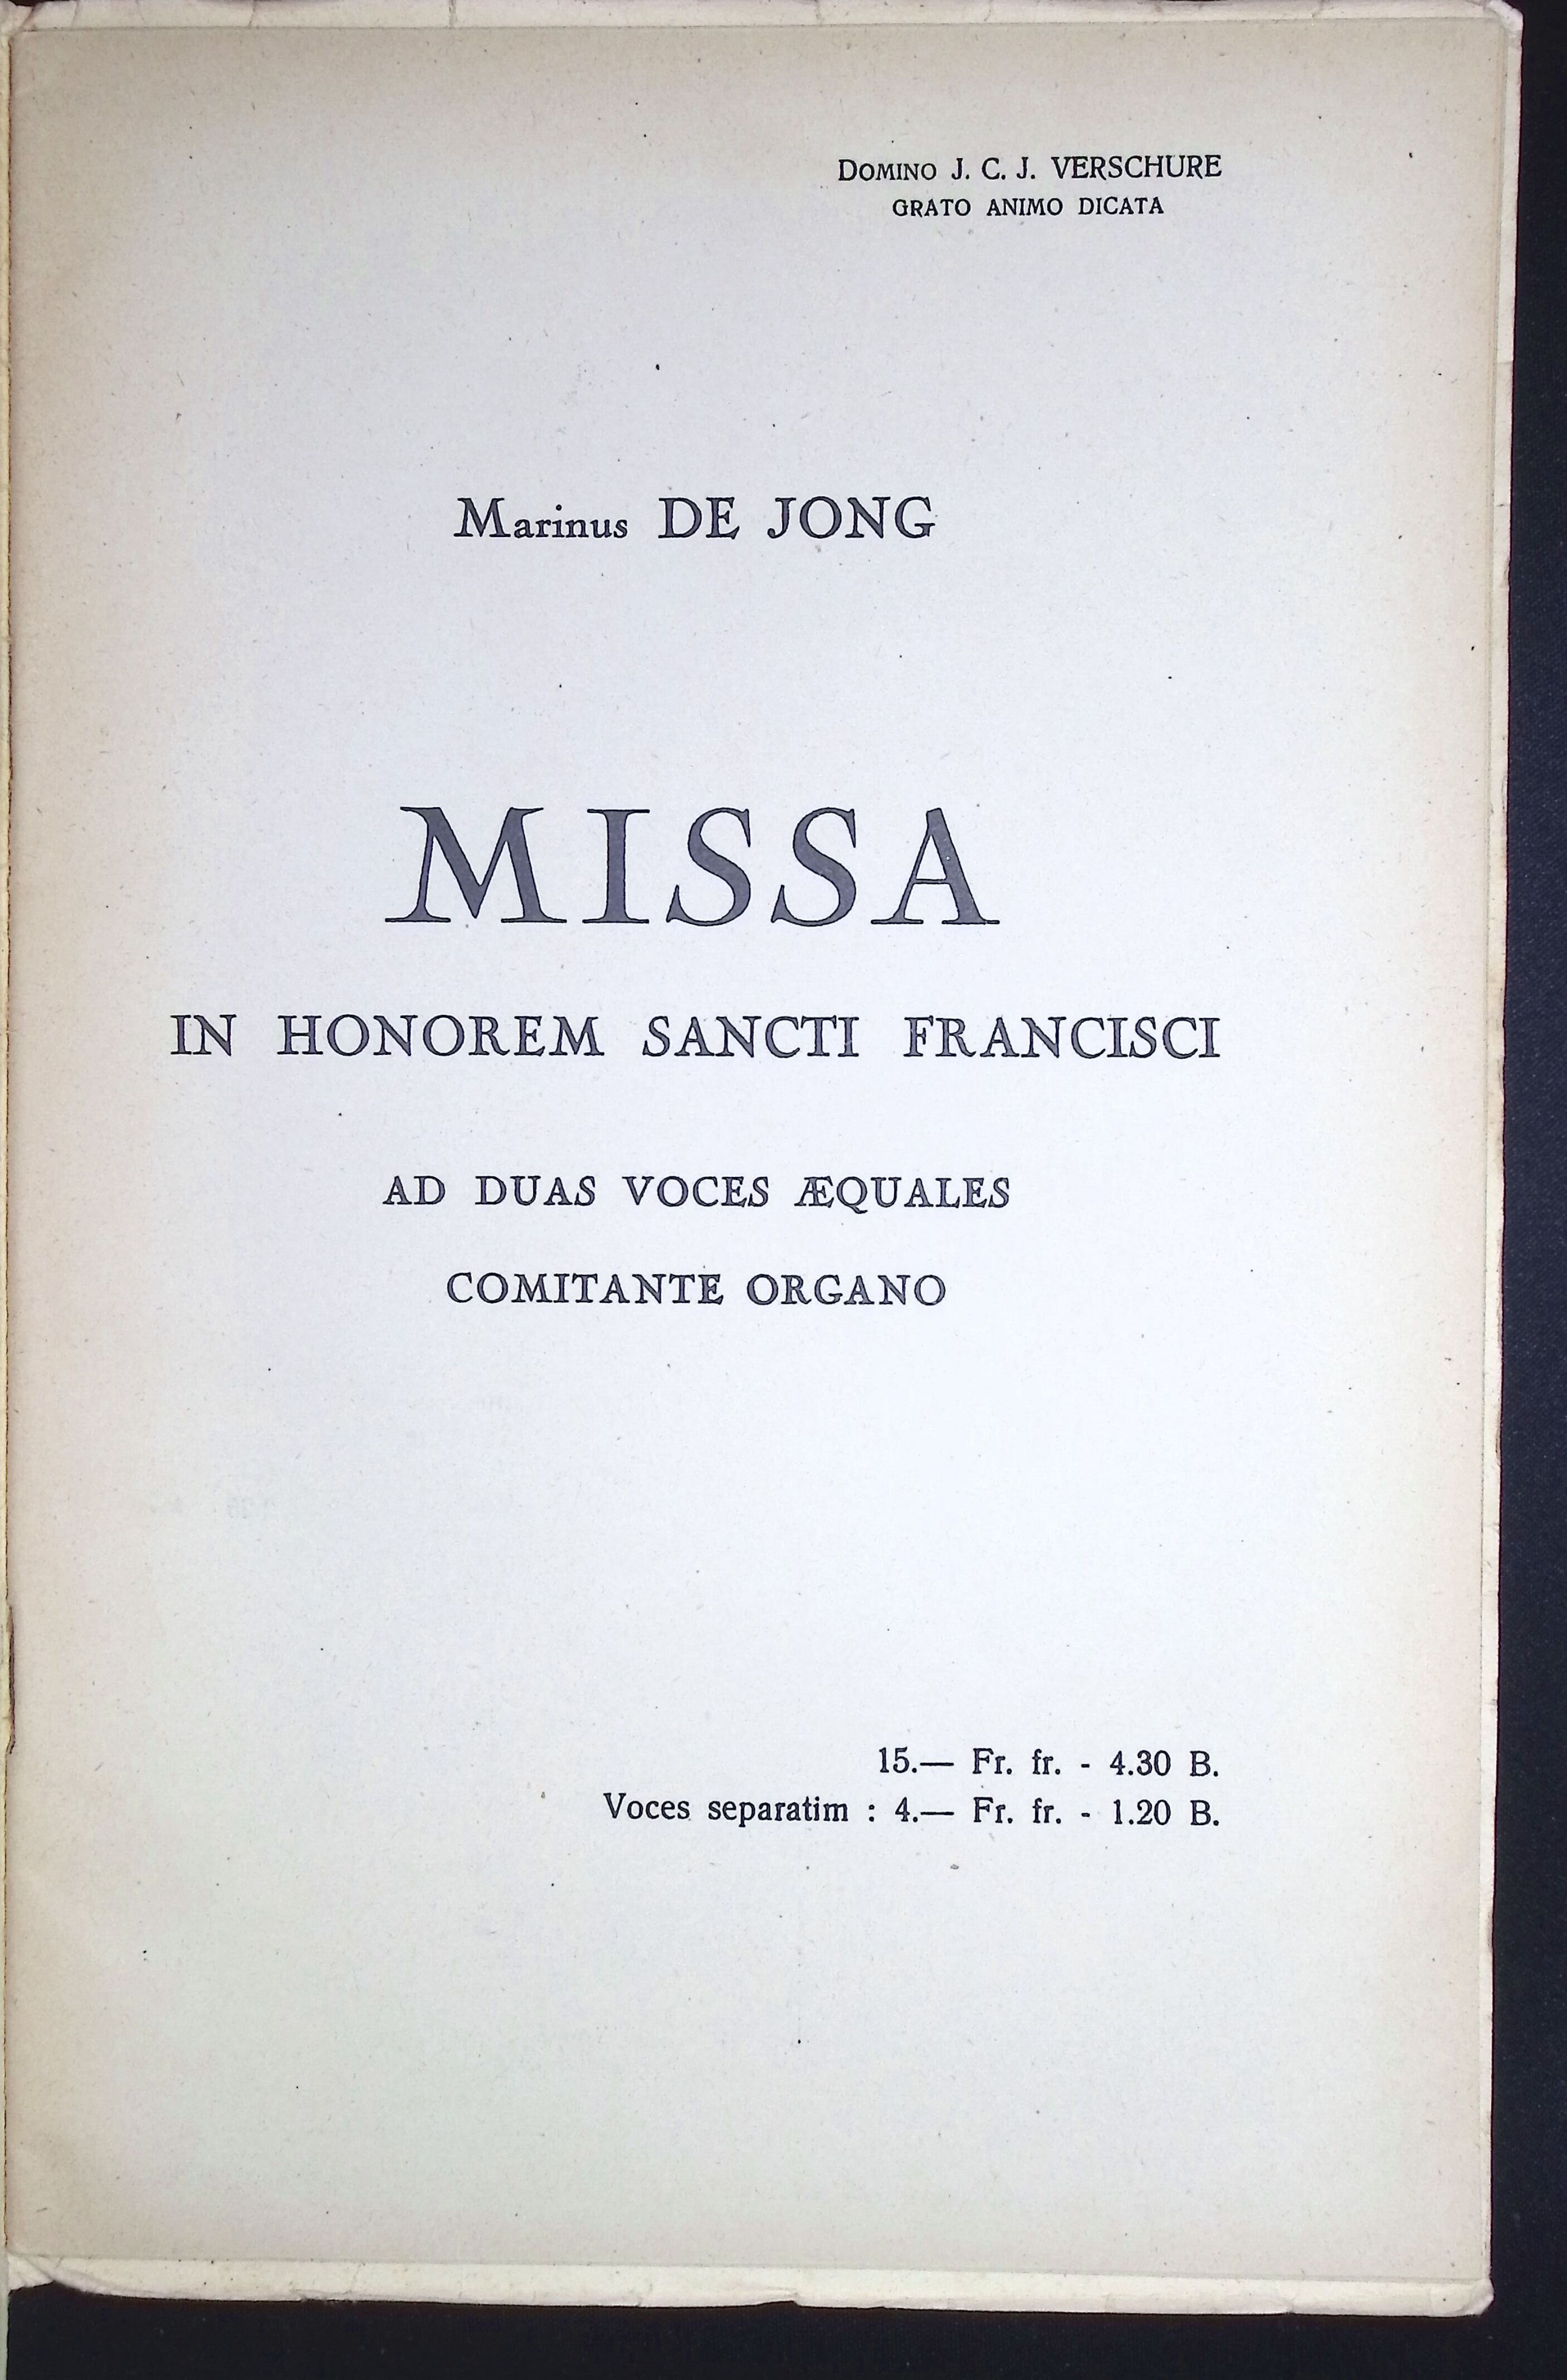 Domino J. C. J. VERSCHURE
GRATO ANIMO DICATA
Marinus DE JONG
MISSA
IN HONOREM SANCTI FRANCISCI
AD DUAS VOCES ÆQUALES
COMITANTE ORGANO
15.— Fr. fr. - 4.30 B.
Voces separatim : 4.— Fr. fr. - 1.20 B.